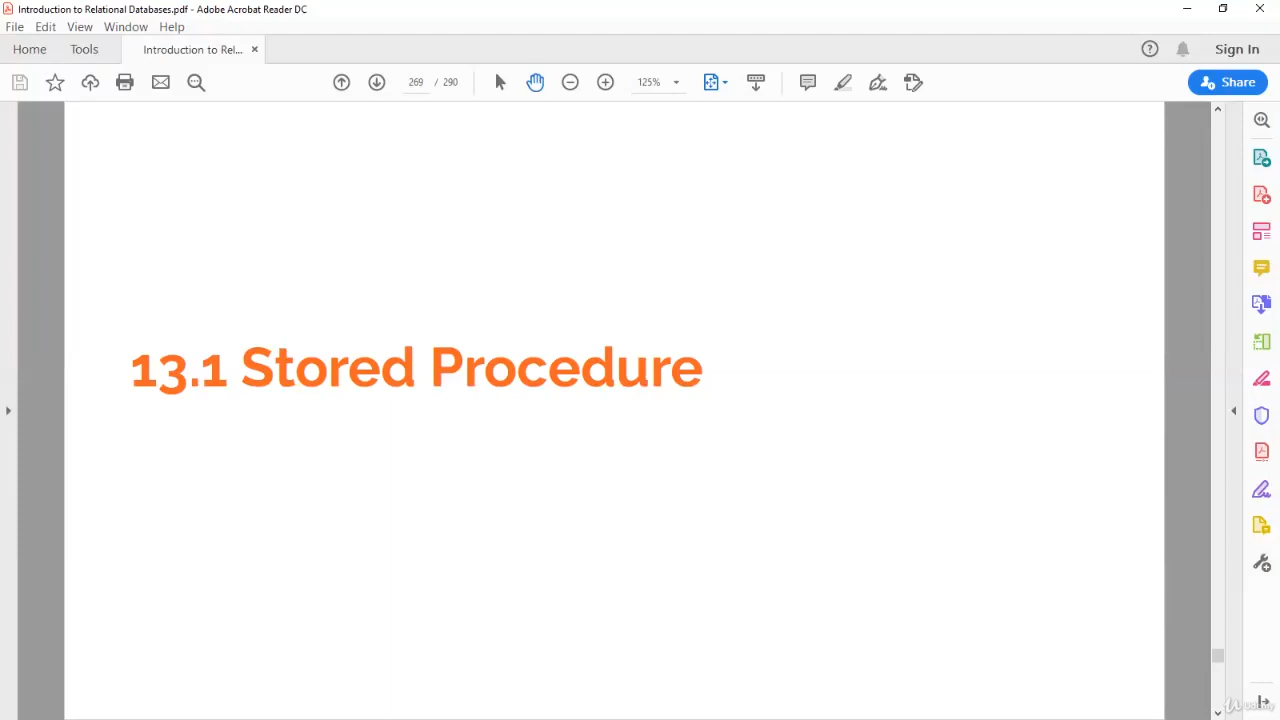 Introduction to Relational Databases.pdf - Adobe Acrobat Reader DC
File Edit View Window Help
Home Tools Introduction to Rel... × Sign In
269 / 290 125% Share
13.1 Stored Procedure
Udemy